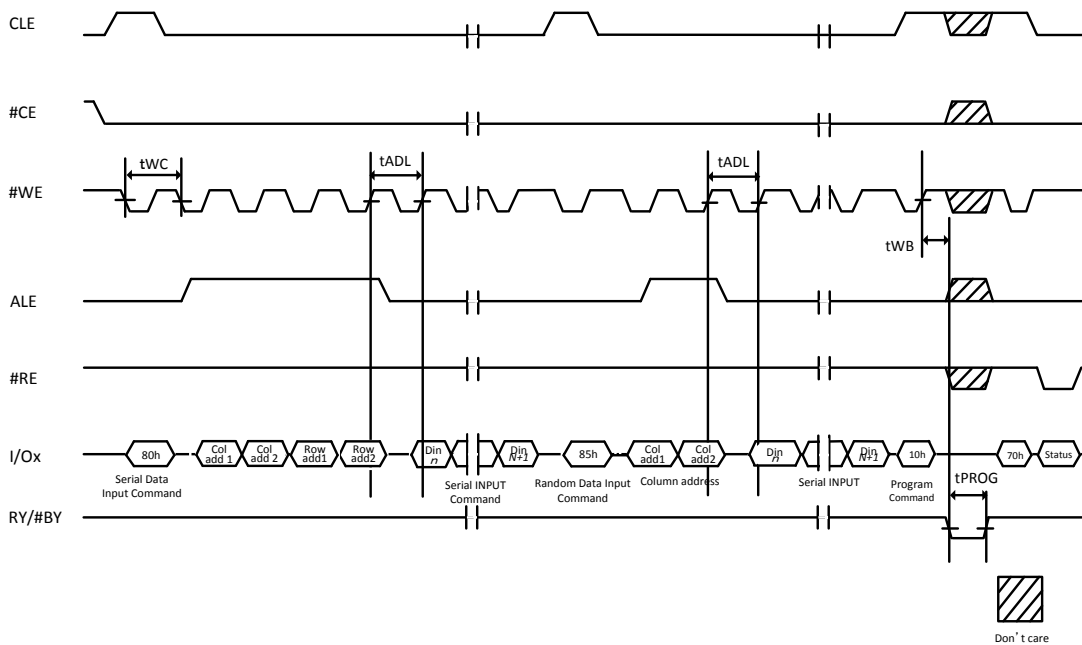 CLE
#CE
tWC
tADL
tADL
#WE
tWB
ALE
#RE
I/Ox
80h
Col
add 1
Col
add 2
Row
add1
Row
add2
Din
n
Din
N+1
85h
Col
add1
Col
add2
Din
n
Din
N+1
10h
70h
Status
Serial Data
Input Command
Serial INPUT
Command
Random Data Input
Command
Column address
Serial INPUT
Program
Command
tPROG
RY/#BY
Don't care